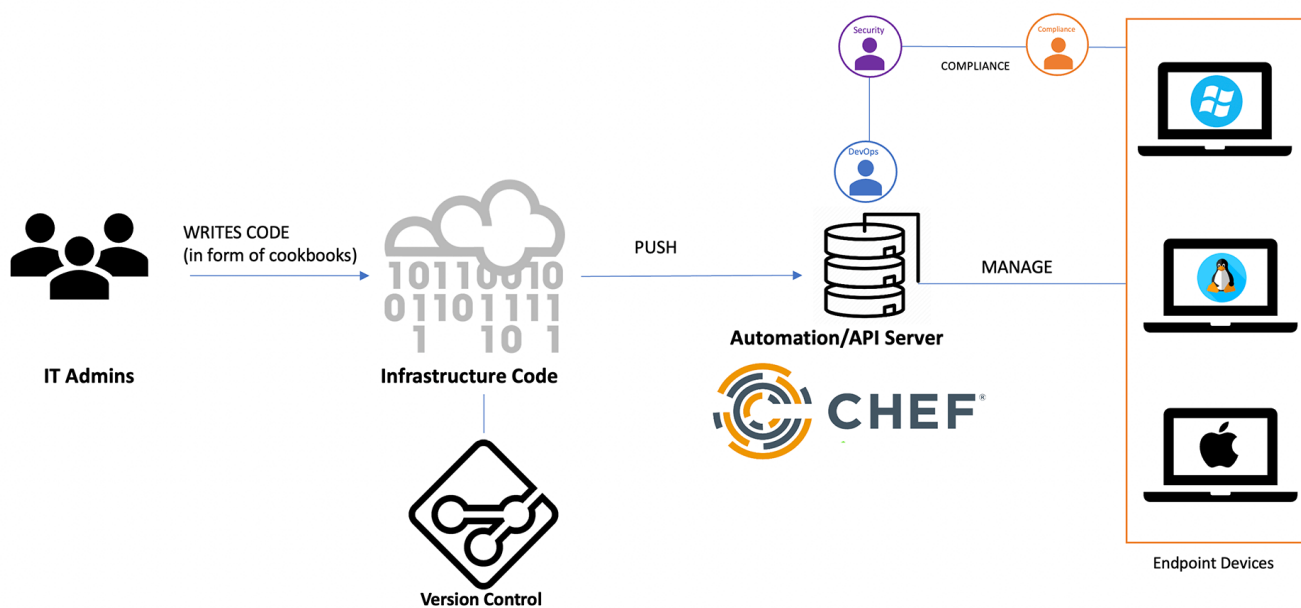 Security
Compliance
COMPLIANCE
DevOps
WRITES CODE
(in form of cookbooks)
PUSH
MANAGE
10110010
01101111
1 10 1
IT Admins
Infrastructure Code
Automation/API Server
CHEF®
Version Control
Endpoint Devices